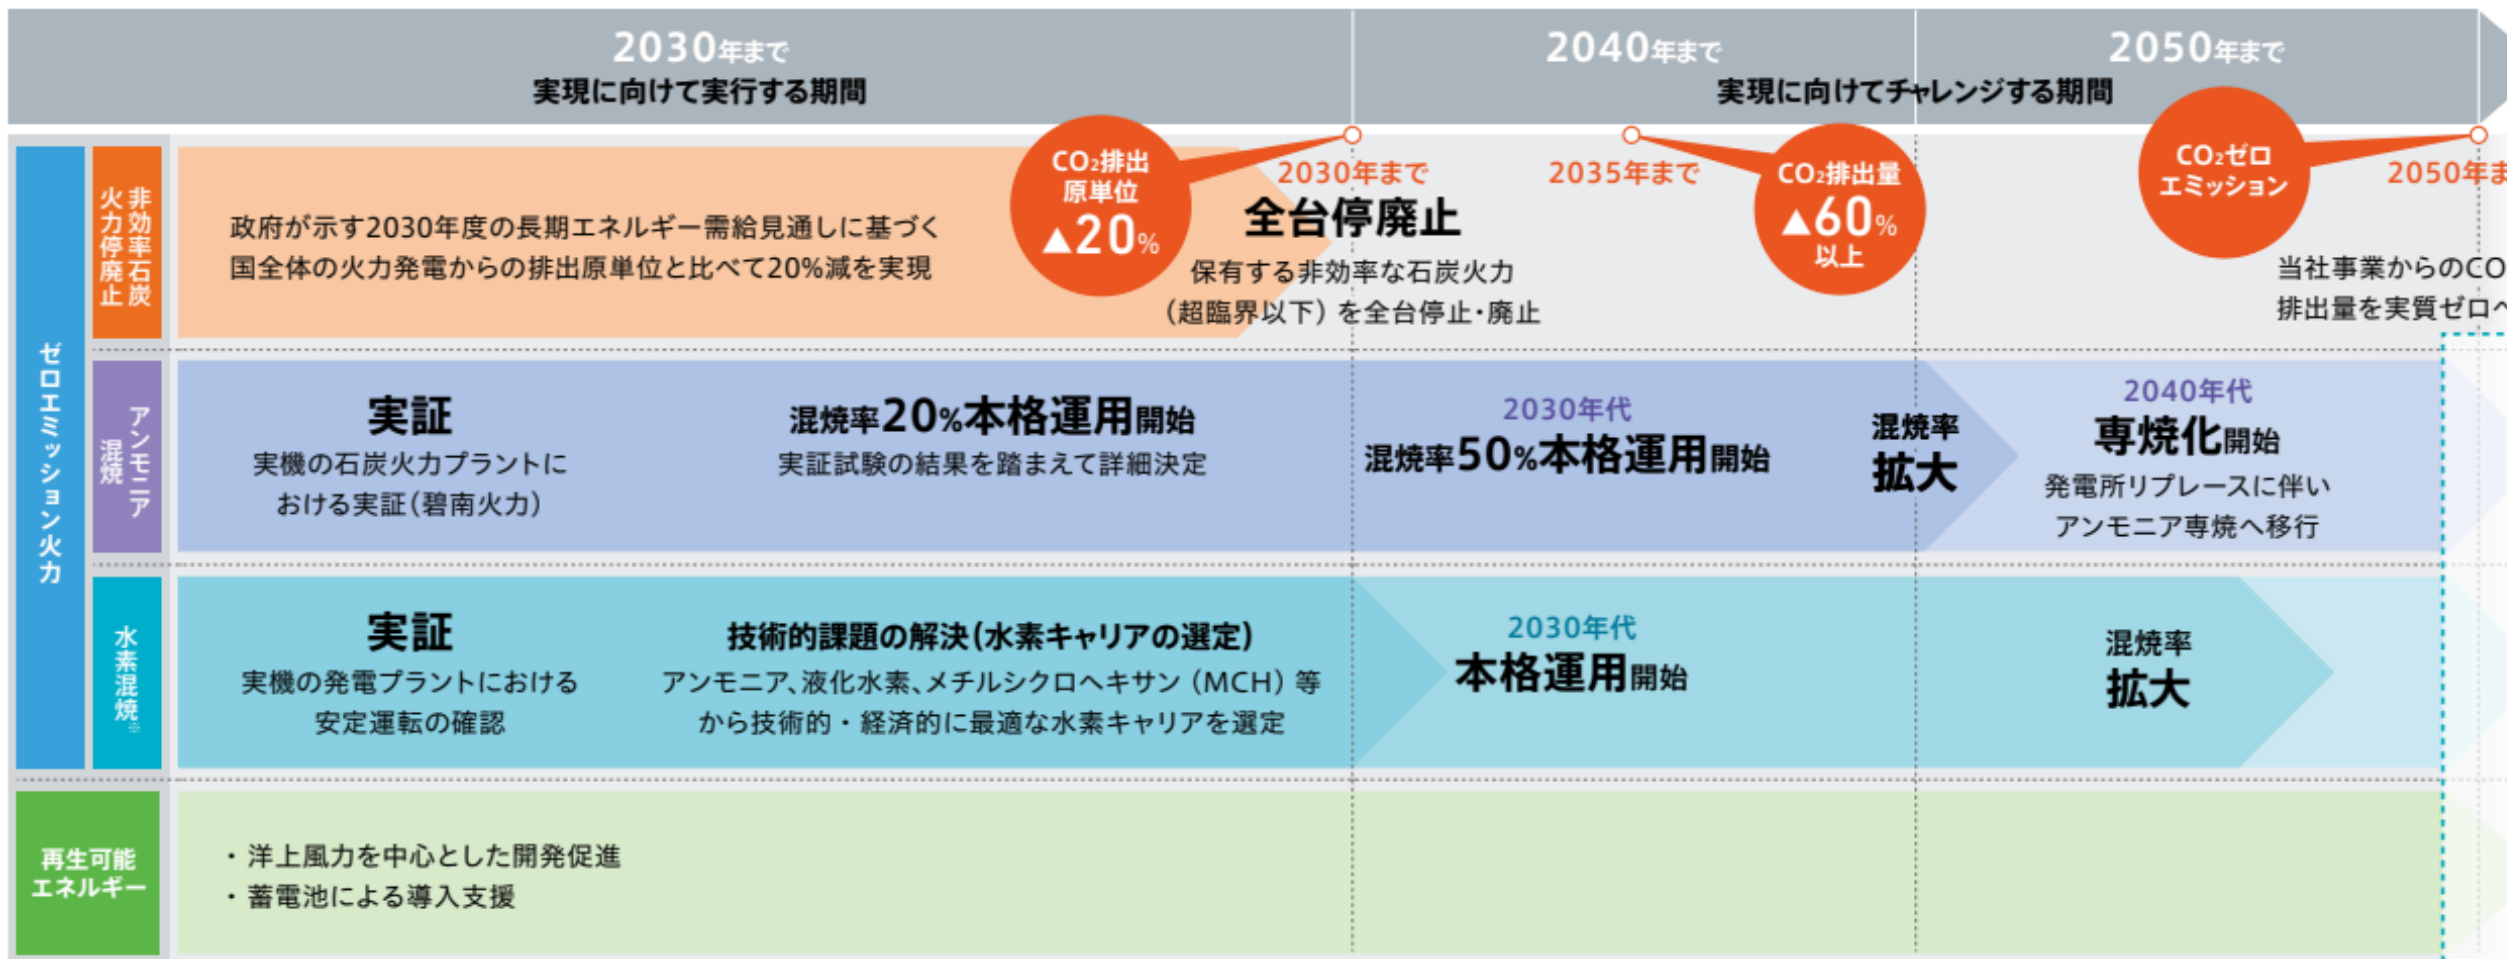 2030年まで
実現に向けて実行する期間
2040年まで
2050年まで
実現に向けてチャレンジする期間
ゼロエミッション火力
非効率石炭
火力停廃止
政府が示す2030年度の長期エネルギー需給見通しに基づく
国全体の火力発電からの排出原単位と比べて20%減を実現
CO₂排出
原単位
▲20%
2030年まで
全台停廃止
保有する非効率な石炭火力
(超臨界以下)を全台停止・廃止
2035年まで
CO₂排出量
▲60%
以上
CO₂ゼロ
エミッション
2050年ま
当社事業からのCO
排出量を実質ゼロへ
アンモニア
混焼
実証
実機の石炭火力プラントに
おける実証(碧南火力)
混焼率20%本格運用開始
実証試験の結果を踏まえて詳細決定
2030年代
混焼率50%本格運用開始
混焼率
拡大
2040年代
専焼化開始
発電所リプレースに伴い
アンモニア専焼へ移行
水素混焼※
実証
実機の発電プラントにおける
安定運転の確認
技術的課題の解決(水素キャリアの選定)
アンモニア、液化水素、メチルシクロヘキサン(MCH)等
から技術的・経済的に最適な水素キャリアを選定
2030年代
本格運用開始
混焼率
拡大
再生可能
エネルギー
・洋上風力を中心とした開発促進
・蓄電池による導入支援